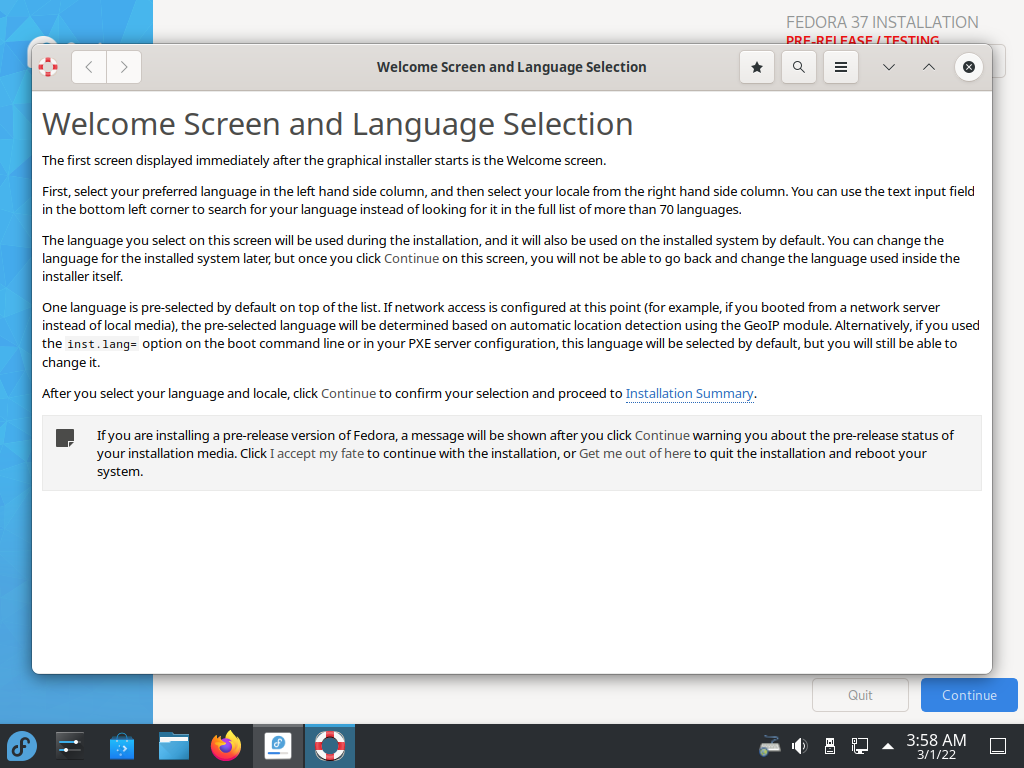 FEDORA 37 INSTALLATION
PRE-RELEASE / TESTING
Welcome Screen and Language Selection
Welcome Screen and Language Selection
The first screen displayed immediately after the graphical installer starts is the Welcome screen.
First, select your preferred language in the left hand side column, and then select your locale from the right hand side column. You can use the text input field
in the bottom left corner to search for your language instead of looking for it in the full list of more than 70 languages.
The language you select on this screen will be used during the installation, and it will also be used on the installed system by default. You can change the
language for the installed system later, but once you click Continue on this screen, you will not be able to go back and change the language used inside the
installer itself.
One language is pre-selected by default on top of the list. If network access is configured at this point (for example, if you booted from a network server
instead of local media), the pre-selected language will be determined based on automatic location detection using the GeoIP module. Alternatively, if you used
the inst.lang= option on the boot command line or in your PXE server configuration, this language will be selected by default, but you will still be able to
change it.
After you select your language and locale, click Continue to confirm your selection and proceed to Installation Summary.
If you are installing a pre-release version of Fedora, a message will be shown after you click Continue warning you about the pre-release status of
your installation media. Click I accept my fate to continue with the installation, or Get me out of here to quit the installation and reboot your
system.
Quit
Continue
3:58 AM
3/1/22